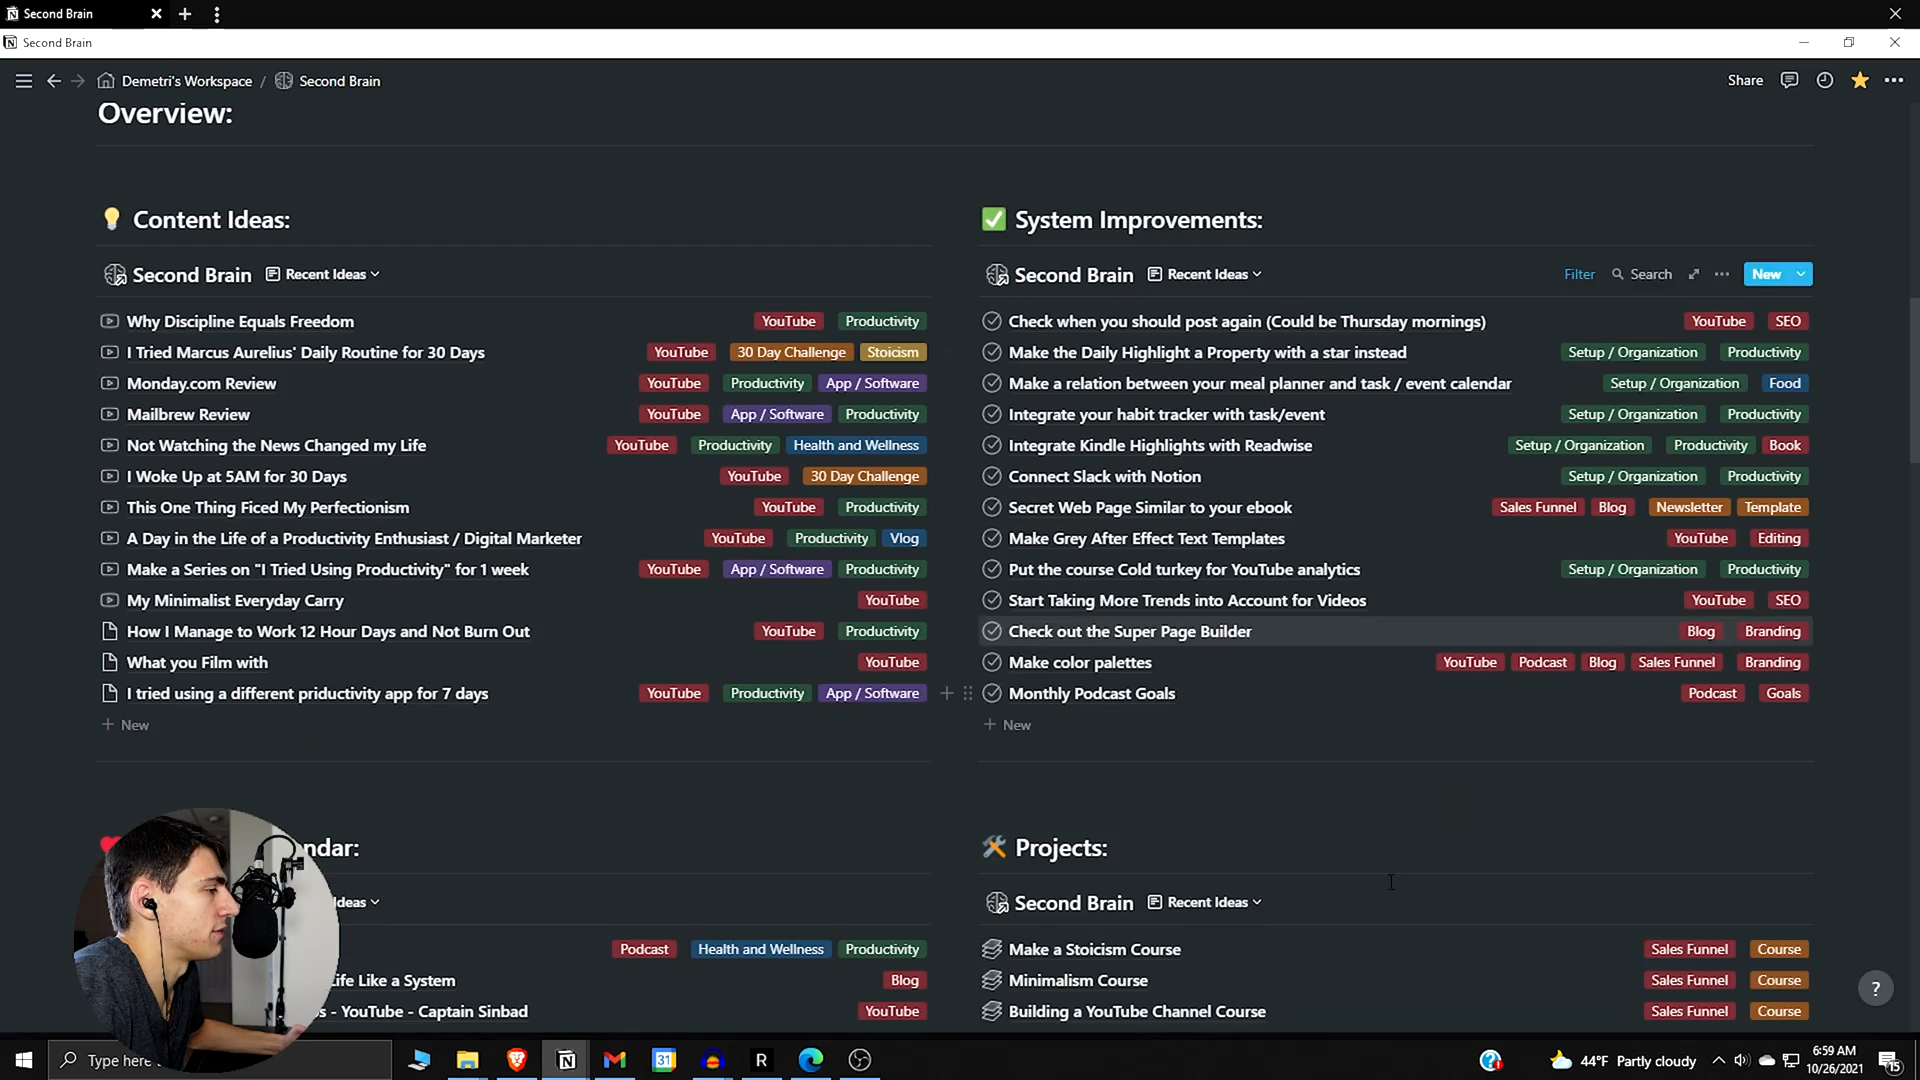 Second Brain
Second Brain
Demetri's Workspace / Second Brain
Share
Overview:
Content Ideas:
Second Brain Recent Ideas
Why Discipline Equals Freedom YouTube Productivity
I Tried Marcus Aurelius' Daily Routine for 30 Days YouTube 30 Day Challenge Stoicism
Monday.com Review YouTube Productivity App / Software
Mailbrew Review YouTube App / Software Productivity
Not Watching the News Changed my Life YouTube Productivity Health and Wellness
I Woke Up at 5AM for 30 Days YouTube 30 Day Challenge
This One Thing Ficed My Perfectionism YouTube Productivity
A Day in the Life of a Productivity Enthusiast / Digital Marketer YouTube Productivity Vlog
Make a Series on "I Tried Using Productivity" for 1 week YouTube App / Software Productivity
My Minimalist Everyday Carry YouTube
How I Manage to Work 12 Hour Days and Not Burn Out YouTube Productivity
What you Film with YouTube
I tried using a different priductivity app for 7 days YouTube Productivity App / Software
+ New
System Improvements:
Second Brain Recent Ideas Filter Search New
Check when you should post again (Could be Thursday mornings) YouTube SEO
Make the Daily Highlight a Property with a star instead Setup / Organization Productivity
Make a relation between your meal planner and task / event calendar Setup / Organization Food
Integrate your habit tracker with task/event Setup / Organization Productivity
Integrate Kindle Highlights with Readwise Setup / Organization Productivity Book
Connect Slack with Notion Setup / Organization Productivity
Secret Web Page Similar to your ebook Sales Funnel Blog Newsletter Template
Make Grey After Effect Text Templates YouTube Editing
Put the course Cold turkey for YouTube analytics Setup / Organization Productivity
Start Taking More Trends into Account for Videos YouTube SEO
Check out the Super Page Builder Blog Branding
Make color palettes YouTube Podcast Blog Sales Funnel Branding
Monthly Podcast Goals Podcast Goals
+ New
ndar:
deas
Podcast Health and Wellness Productivity
ife Like a System Blog
s - YouTube - Captain Sinbad YouTube
Projects:
Second Brain Recent Ideas
Make a Stoicism Course Sales Funnel Course
Minimalism Course Sales Funnel Course
Building a YouTube Channel Course Sales Funnel Course
?
Type here
31
R
44°F Partly cloudy
6:59 AM
10/26/2021
15